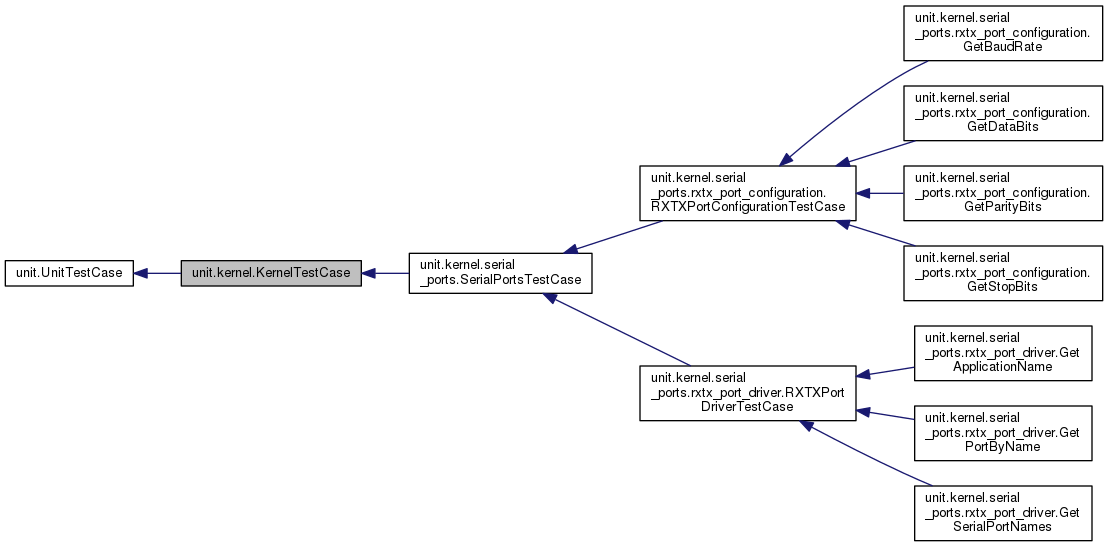 unit.UnitTestCase
unit.kernel.KernelTestCase
unit.kernel.serial
_ports.SerialPortsTestCase
unit.kernel.serial
_ports.rxtx_port_configuration.
RXTXPortConfigurationTestCase
unit.kernel.serial
_ports.rxtx_port_driver.RXTXPort
DriverTestCase
unit.kernel.serial
_ports.rxtx_port_configuration.
GetBaudRate
unit.kernel.serial
_ports.rxtx_port_configuration.
GetDataBits
unit.kernel.serial
_ports.rxtx_port_configuration.
GetParityBits
unit.kernel.serial
_ports.rxtx_port_configuration.
GetStopBits
unit.kernel.serial
_ports.rxtx_port_driver.Get
ApplicationName
unit.kernel.serial
_ports.rxtx_port_driver.Get
PortByName
unit.kernel.serial
_ports.rxtx_port_driver.Get
SerialPortNames